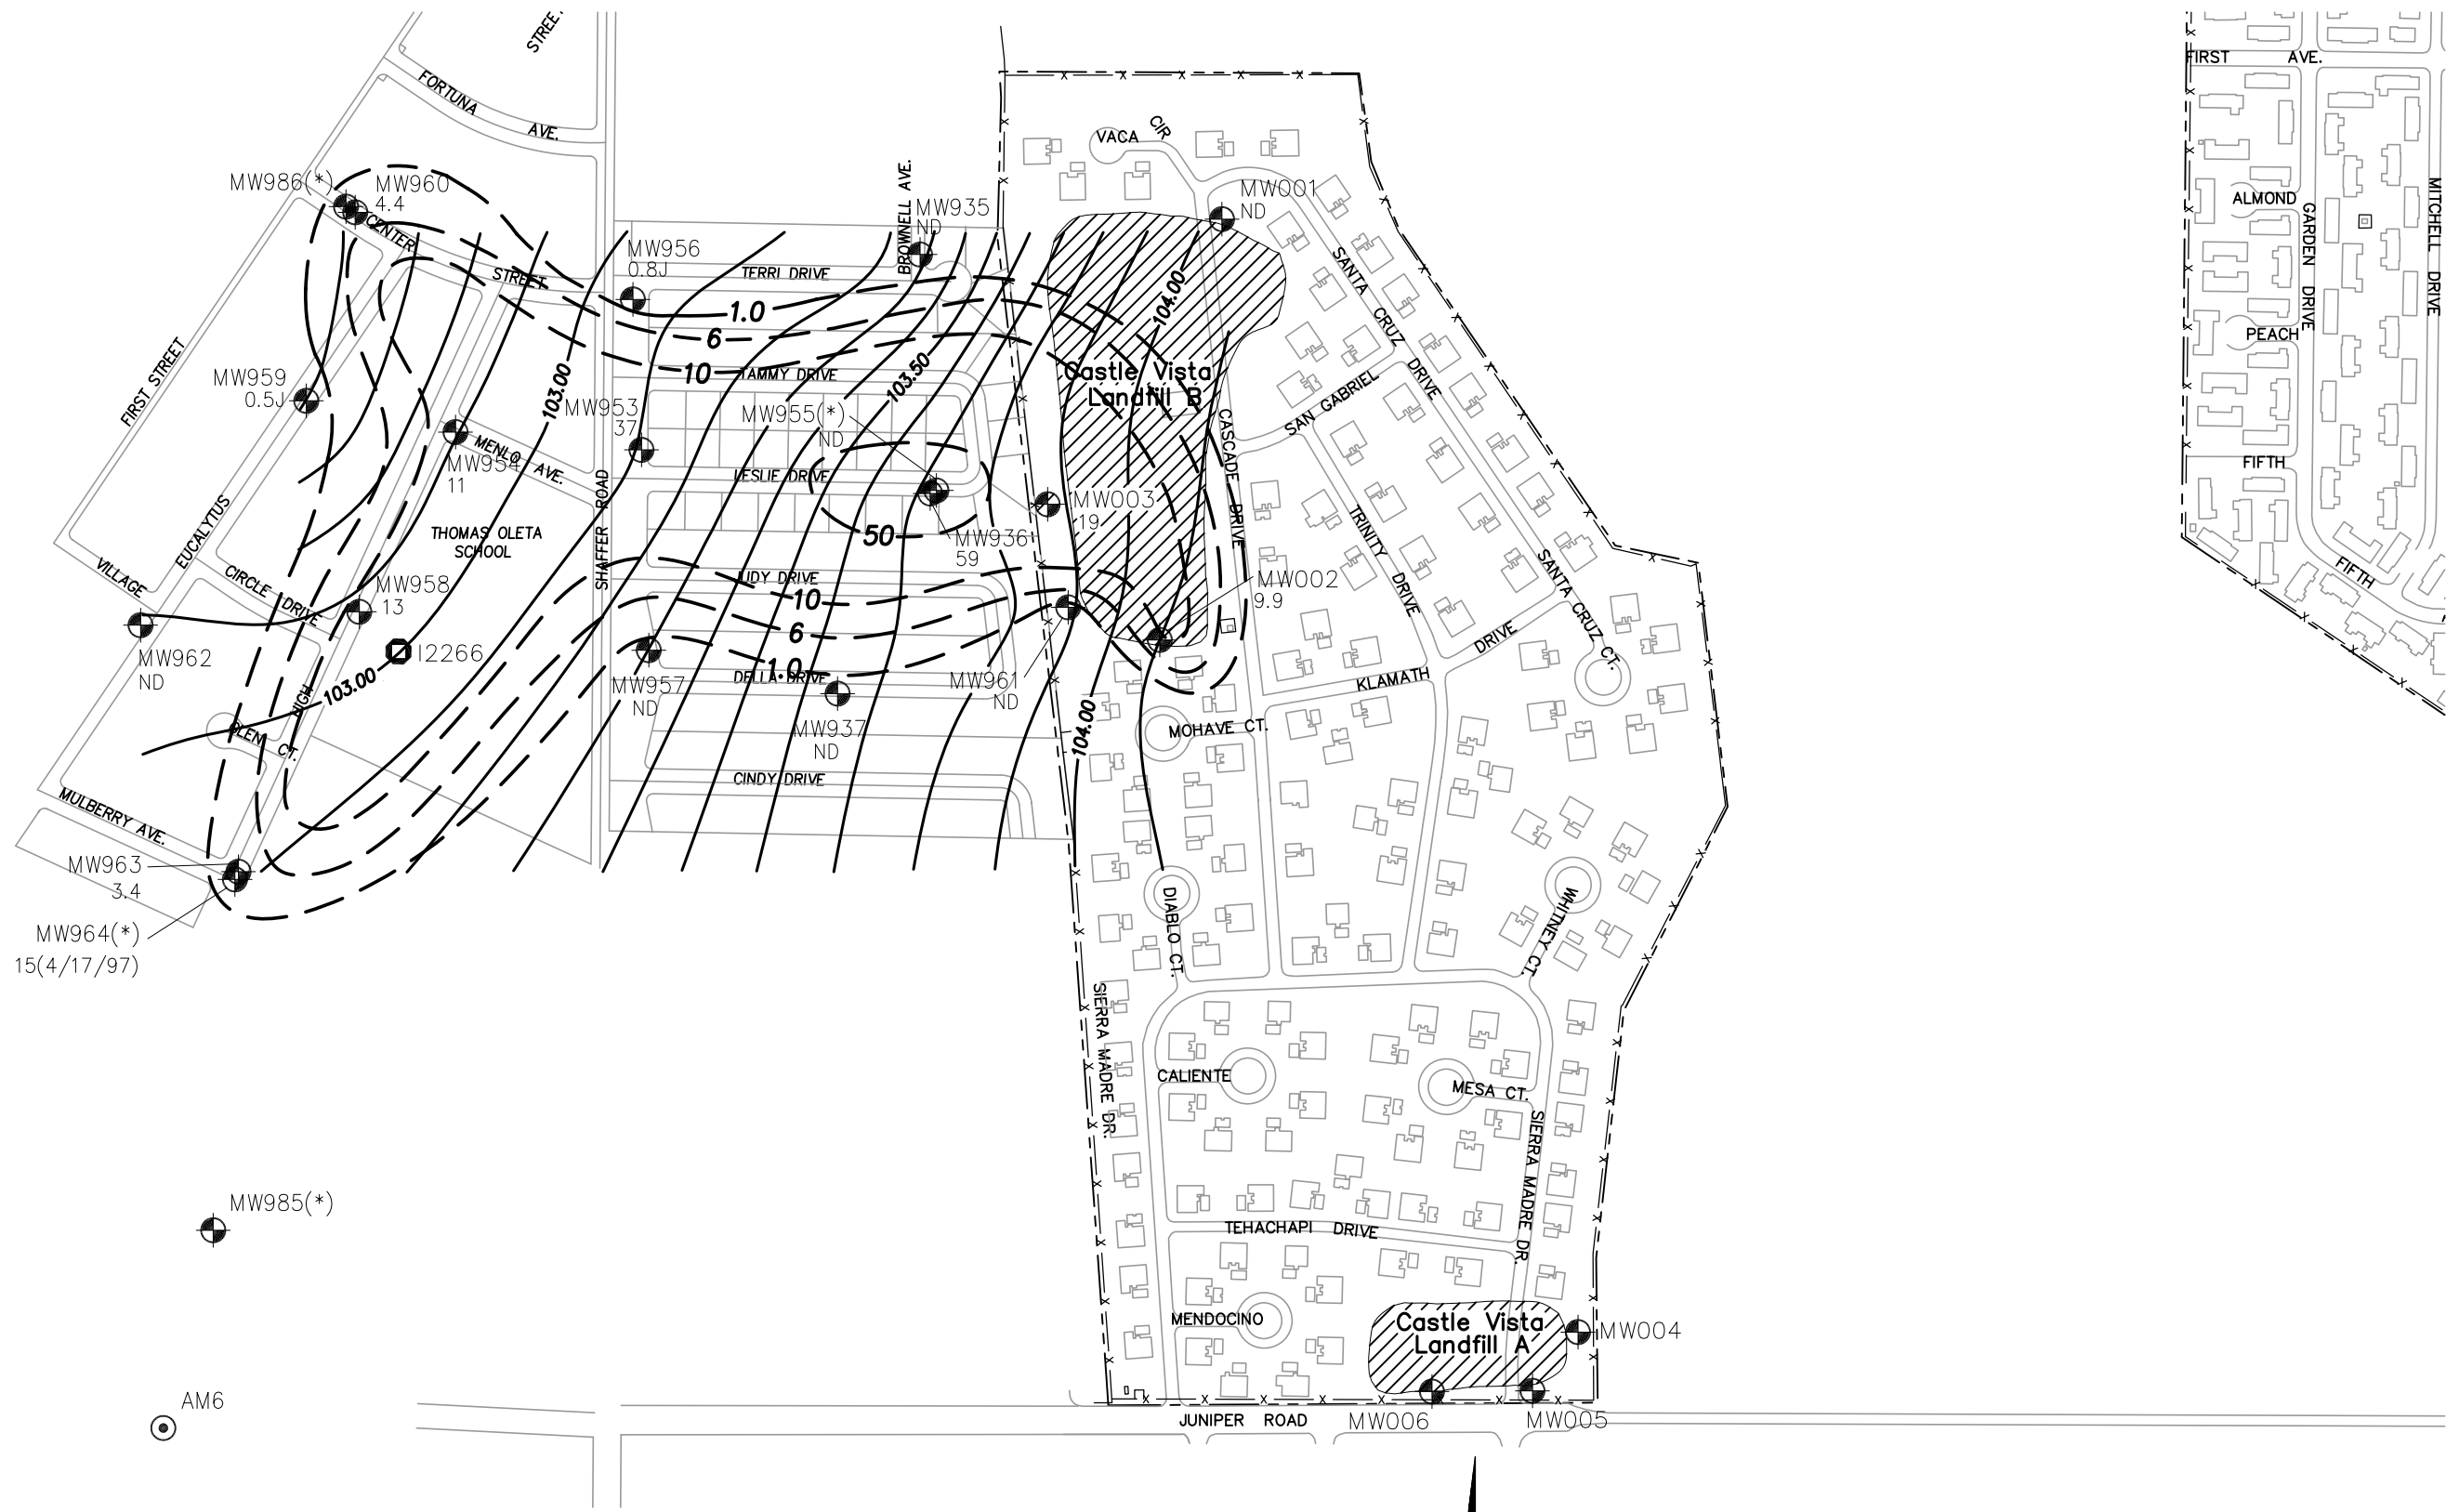 STREET
FORTUNA
AVE.
FIRST AVE.
VACA
CIR
MW986(*)
MW960
4.4
CENTER
STREET
MW935
ND
BROWNELL AVE.
MW001
ND
ALMOND
GARDEN DRIVE
MITCHELL DRIVE
MW956
0.8J
TERRI DRIVE
SANTA CRUZ DRIVE
104.00
1.0
6
10
TAMMY DRIVE
103.50
103.00
PEACH
FIRST STREET
MW959
0.5J
Castle Vista
Landfill B
SAN GABRIEL
MW953
37
MW955(*)
ND
CASCADE DRIVE
MW954
11
MENLO AVE.
LESLIE DRIVE
FIFTH
MW003
19
TRINITY DRIVE
THOMAS OLETA
SCHOOL
SHAFFER ROAD
50
MW936
59
EUCALYTUS
VILLAGE
CIRCLE DRIVE
MW958
13
LIDY DRIVE
10
6
1.0
MW002
9.9
SANTA CRUZ CT.
FIFTH
MW962
ND
I2266
103.00
HIGH
MW957
ND
DELLA DRIVE
MW961
ND
MW937
ND
KLAMATH
DRIVE
104.00
MOHAVE CT.
GLEN CT.
CINDY DRIVE
MULBERRY AVE.
MW963
3.4
MW964(*)
15(4/17/97)
DIABLO CT.
WHITNEY CT.
SIERRA MADRE DR.
CALIENTE
MESA CT.
SIERRA MADRE DR.
MW985(*)
TEHACHAPI DRIVE
MENDOCINO
Castle Vista
Landfill A
MW004
AM6
JUNIPER ROAD
MW006
MW005